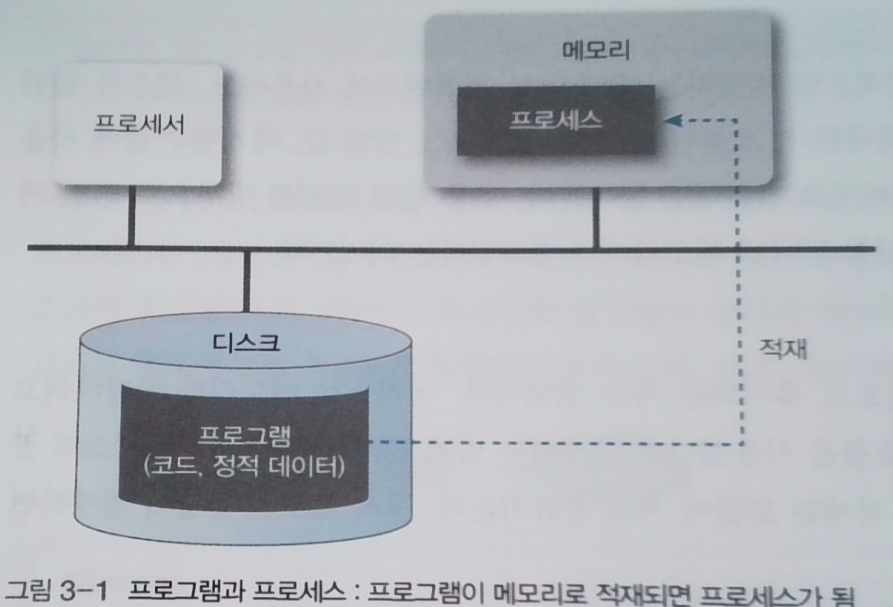 메모리
프로세서
프로세스
디스크
적재
프로그램
(코드, 정적 데이터)
그림 3-1 프로그램과 프로세스 : 프로그램이 메모리로 적재되면 프로세스가 됨